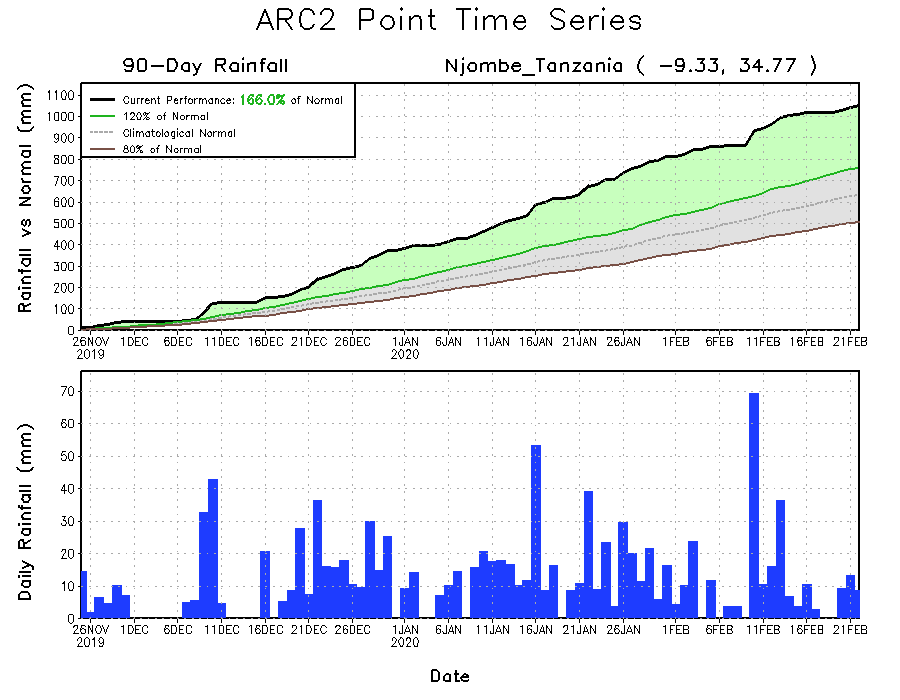 ARC2 Point Time Series
90-Day Rainfall
Njombe_Tanzania ( -9.33, 34.77 )
Rainfall vs Normal (mm)
Current Performance: 166.0% of Normal
120% of Normal
Climatological Normal
80% of Normal
1100
1000
900
800
700
600
500
400
300
200
100
0
26NOV 1DEC 6DEC 11DEC 16DEC 21DEC 26DEC 1JAN 6JAN 11JAN 16JAN 21JAN 26JAN 1FEB 6FEB 11FEB 16FEB 21FEB
2019 2020
Daily Rainfall (mm)
70
60
50
40
30
20
10
0
26NOV 1DEC 6DEC 11DEC 16DEC 21DEC 26DEC 1JAN 6JAN 11JAN 16JAN 21JAN 26JAN 1FEB 6FEB 11FEB 16FEB 21FEB
2019 2020
Date